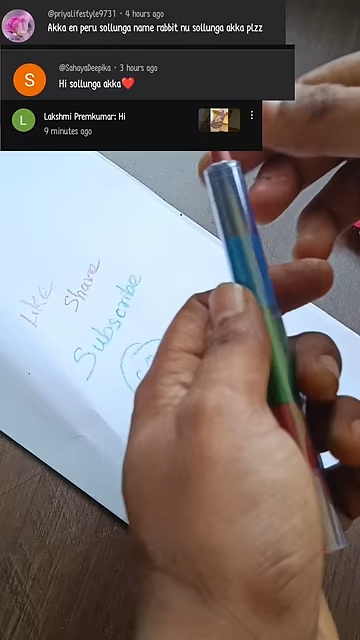 @priyalifestyle9731 · 4 hours ago
Akka en peru sollunga name rabbit nu sollunga akka plzz
@SahayaDeepika · 3 hours ago
S
Hi sollunga akka❤️
L
Lakshmi Premkumar: Hi
9 minutes ago
Like
Share
Subscribe